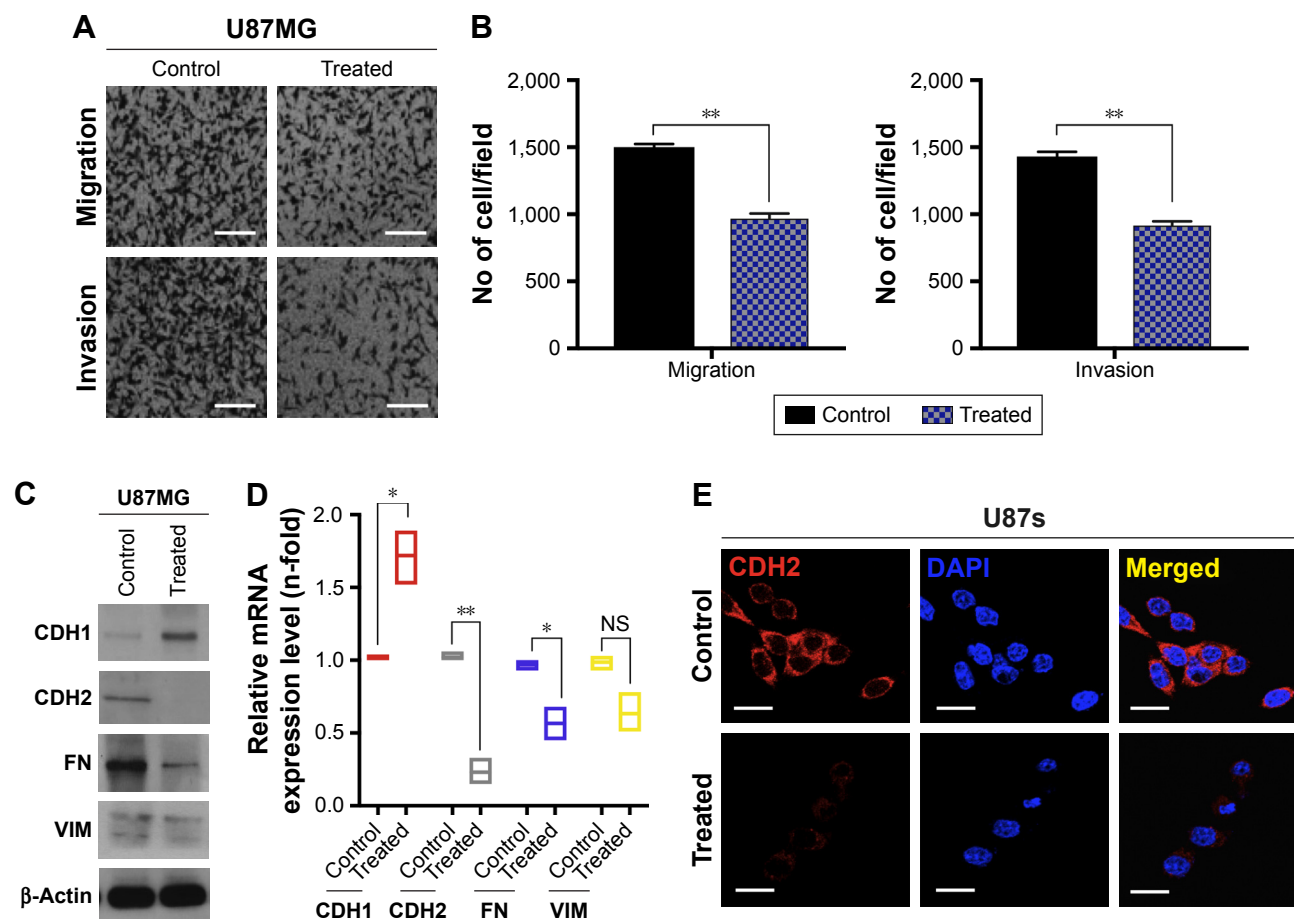 A
U87MG
Control
Treated
Migration
Invasion
B
No of cell/field
2,000
1,500
1,000
500
0
**
Migration
No of cell/field
2,000
1,500
1,000
500
0
**
Invasion
Control
Treated
C
U87MG
Control
Treated
CDH1
CDH2
FN
VIM
β-Actin
D
Relative mRNA
expression level (n-fold)
2.0
1.5
1.0
0.5
0.0
*
**
*
NS
Control
Treated
Control
Treated
Control
Treated
Control
Treated
CDH1
CDH2
FN
VIM
E
U87s
CDH2
DAPI
Merged
Control
Treated